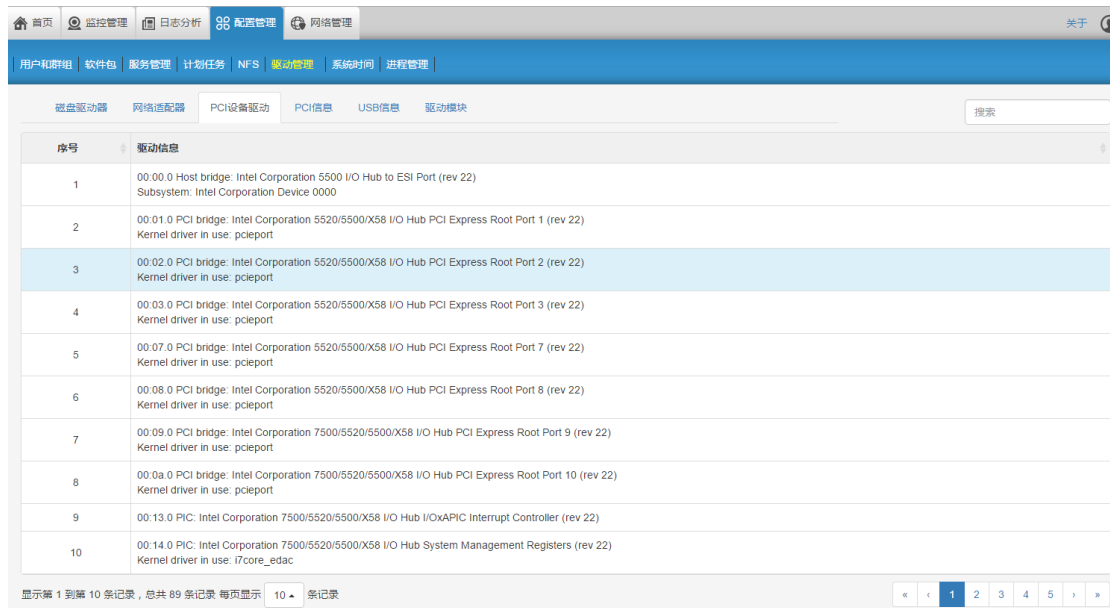 首页 监控管理 日志分析 配置管理 网络管理 关于
用户和群组 软件包 服务管理 计划任务 NFS 驱动管理 系统时间 进程管理
磁盘驱动器 网络适配器 PCI设备驱动 PCI信息 USB信息 驱动模块 搜索
序号 驱动信息
1 00:00.0 Host bridge: Intel Corporation 5500 I/O Hub to ESI Port (rev 22)
Subsystem: Intel Corporation Device 0000
2 00:01.0 PCI bridge: Intel Corporation 5520/5500/X58 I/O Hub PCI Express Root Port 1 (rev 22)
Kernel driver in use: pcieport
3 00:02.0 PCI bridge: Intel Corporation 5520/5500/X58 I/O Hub PCI Express Root Port 2 (rev 22)
Kernel driver in use: pcieport
4 00:03.0 PCI bridge: Intel Corporation 5520/5500/X58 I/O Hub PCI Express Root Port 3 (rev 22)
Kernel driver in use: pcieport
5 00:07.0 PCI bridge: Intel Corporation 5520/5500/X58 I/O Hub PCI Express Root Port 7 (rev 22)
Kernel driver in use: pcieport
6 00:08.0 PCI bridge: Intel Corporation 5520/5500/X58 I/O Hub PCI Express Root Port 8 (rev 22)
Kernel driver in use: pcieport
7 00:09.0 PCI bridge: Intel Corporation 7500/5520/5500/X58 I/O Hub PCI Express Root Port 9 (rev 22)
Kernel driver in use: pcieport
8 00:0a.0 PCI bridge: Intel Corporation 7500/5520/5500/X58 I/O Hub PCI Express Root Port 10 (rev 22)
Kernel driver in use: pcieport
9 00:13.0 PIC: Intel Corporation 7500/5520/5500/X58 I/O Hub I/OxAPIC Interrupt Controller (rev 22)
10 00:14.0 PIC: Intel Corporation 7500/5520/5500/X58 I/O Hub System Management Registers (rev 22)
Kernel driver in use: i7core_edac
显示第 1 到第 10 条记录，总共 89 条记录 每页显示 10 条记录 « ‹ 1 2 3 4 5 › »